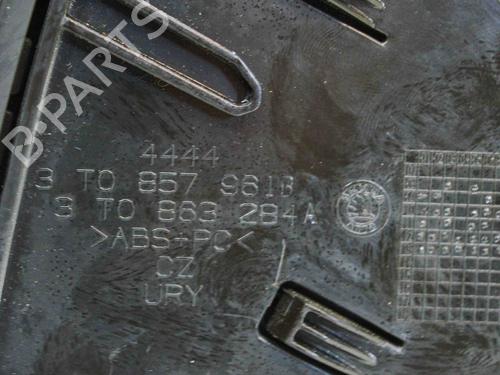 B-PARTS
4444
3 T0 857 961B
3 T0 863 284A
>ABS+PC<
CZ
URY